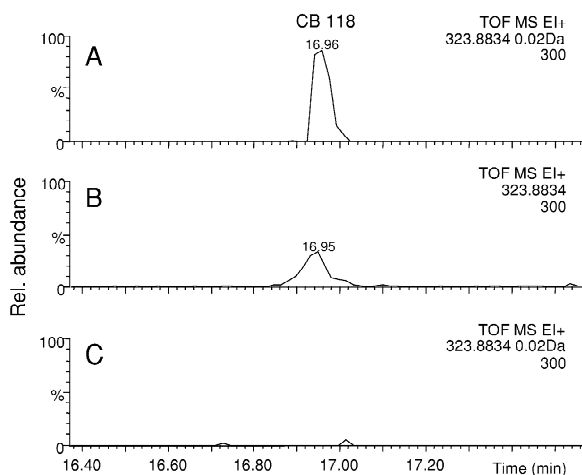 CB 118
TOF MS EI+
323.8834 0.02Da
300
100
A
16.96
%
0
TOF MS EI+
323.8834
300
100
B
16.95
%
0
Rel. abundance
TOF MS EI+
323.8834 0.02Da
300
100
C
%
0
16.40 16.60 16.80 17.00 17.20 Time (min)